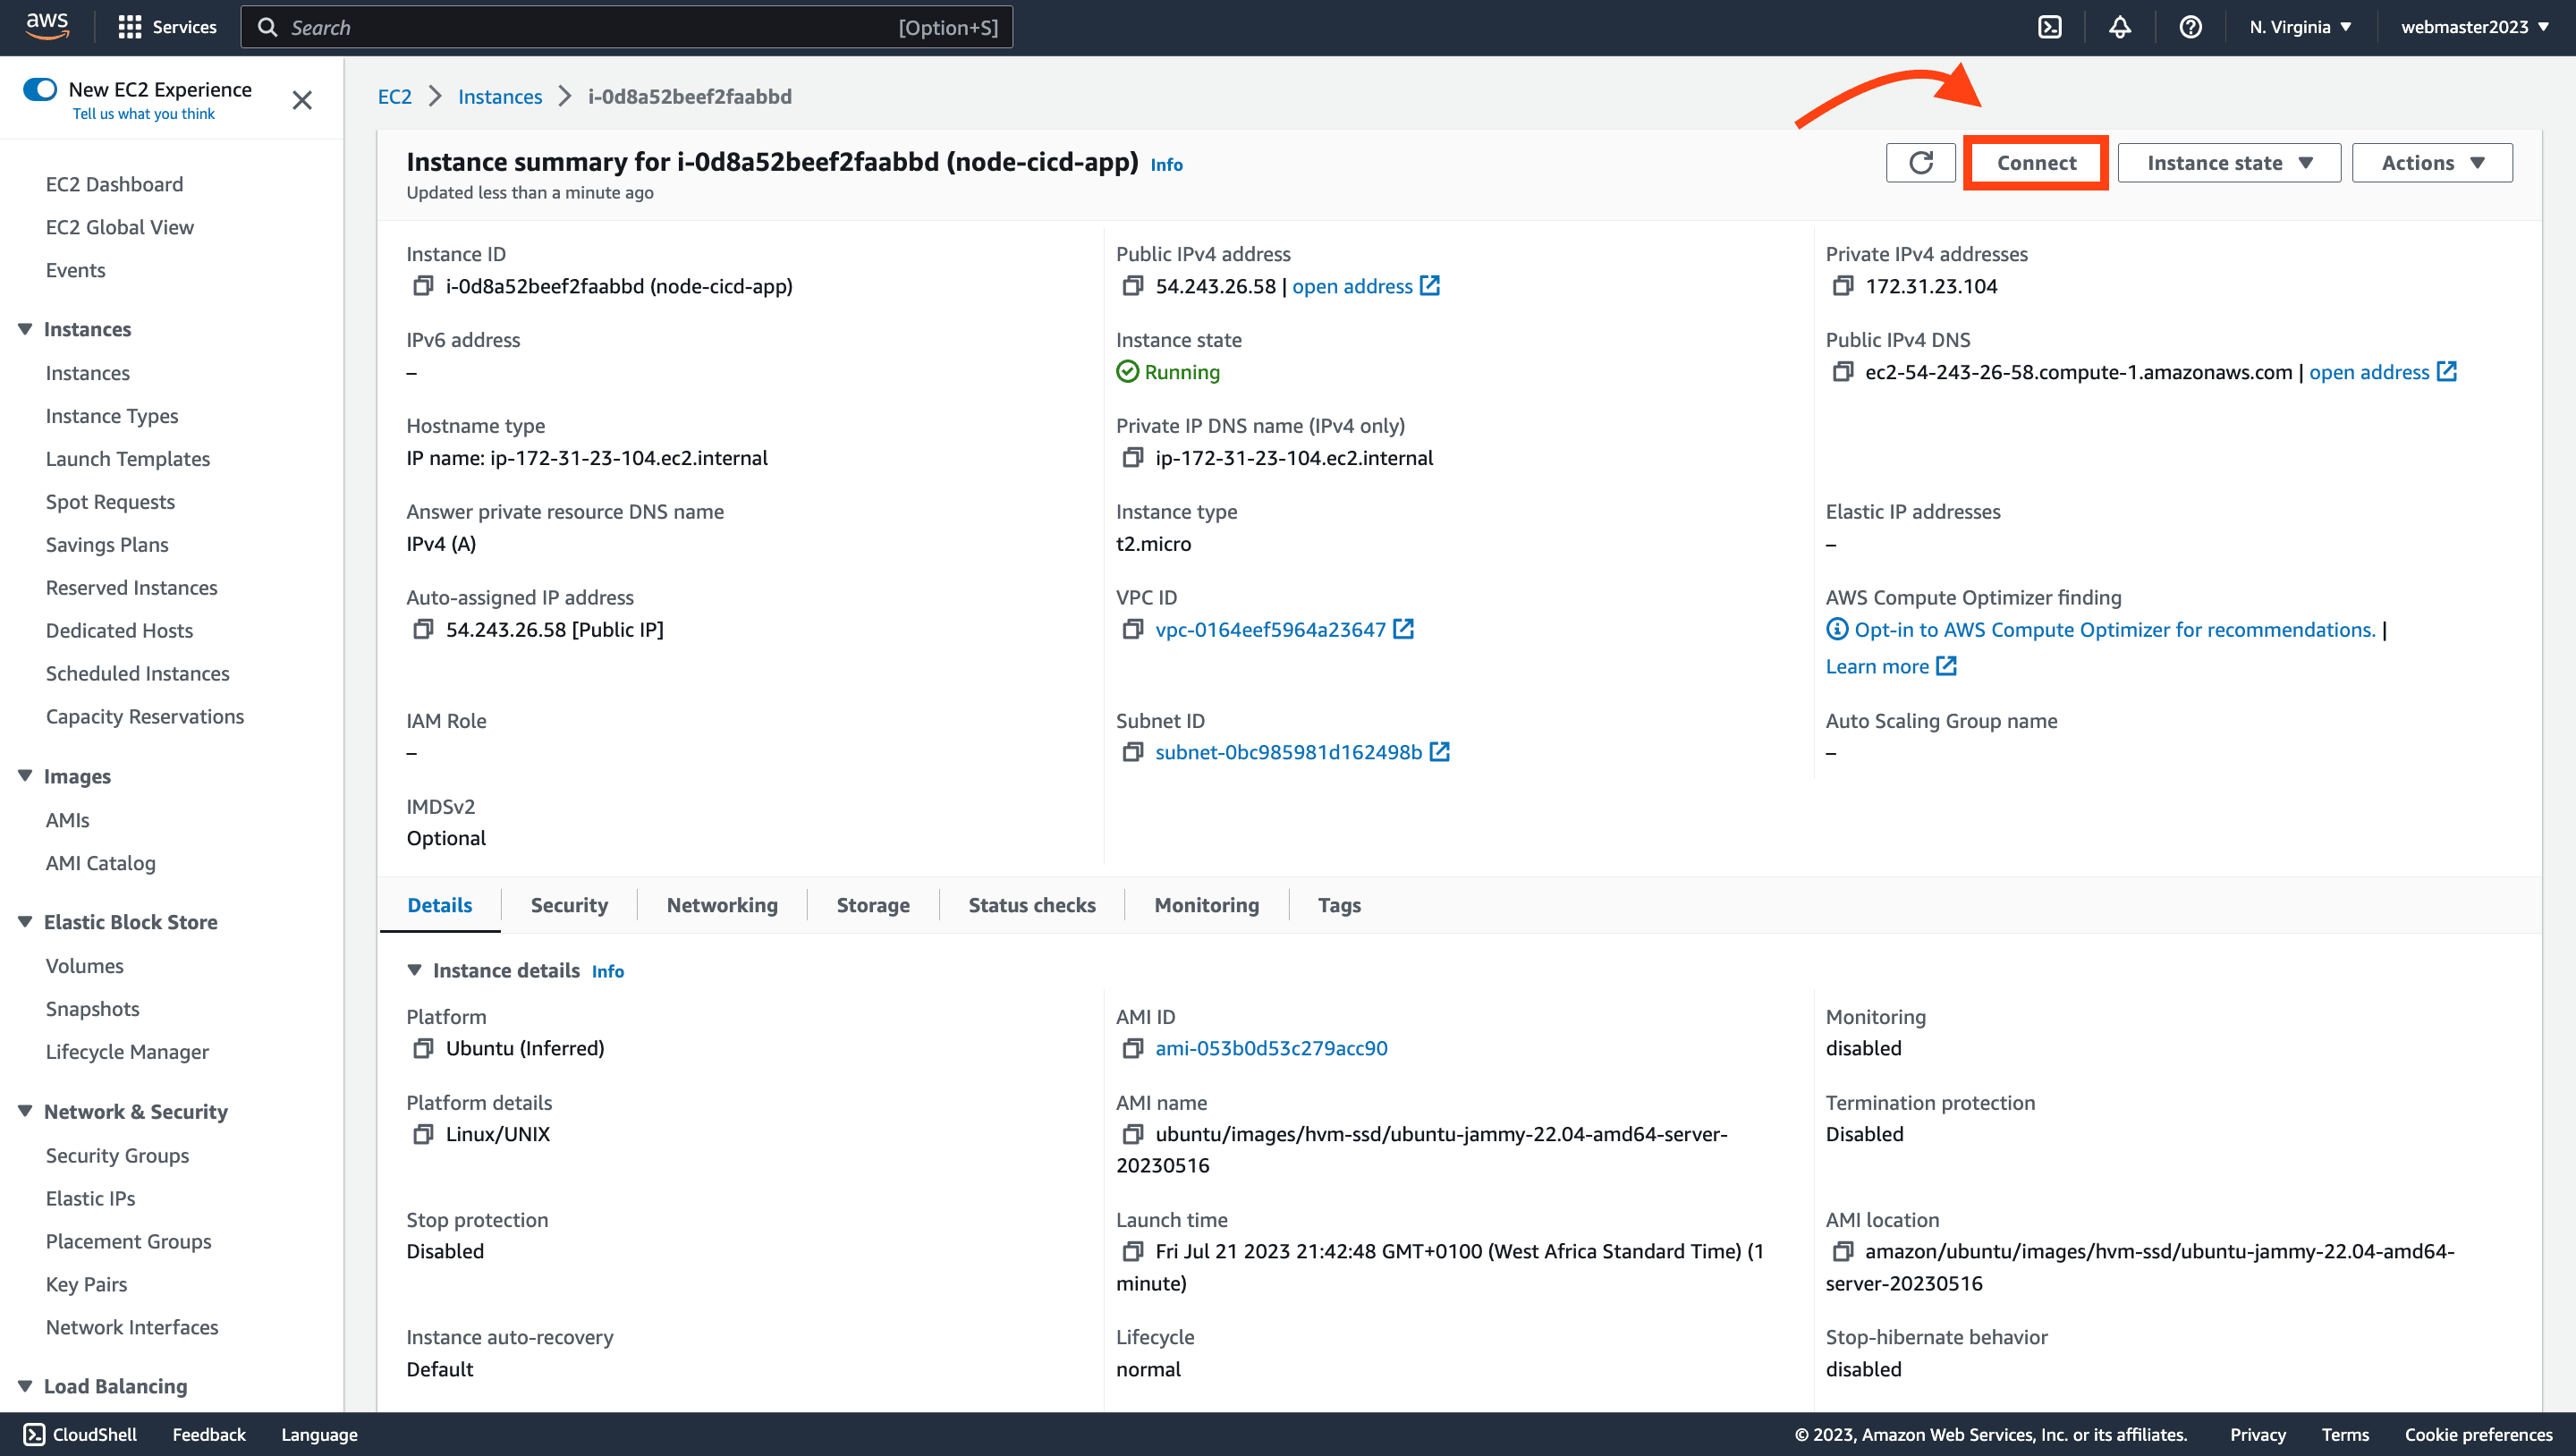 aws
Services
Search
[Option+S]
N. Virginia
webmaster2023
New EC2 Experience
Tell us what you think
EC2 Dashboard
EC2 Global View
Events
Instances
Instances
Instance Types
Launch Templates
Spot Requests
Savings Plans
Reserved Instances
Dedicated Hosts
Scheduled Instances
Capacity Reservations
Images
AMIs
AMI Catalog
Elastic Block Store
Volumes
Snapshots
Lifecycle Manager
Network & Security
Security Groups
Elastic IPs
Placement Groups
Key Pairs
Network Interfaces
Load Balancing
EC2 > Instances > i-0d8a52beef2faabbd
Instance summary for i-0d8a52beef2faabbd (node-cicd-app) Info
Updated less than a minute ago
Connect
Instance state
Actions
Instance ID
i-0d8a52beef2faabbd (node-cicd-app)
Public IPv4 address
54.243.26.58 | open address
Private IPv4 addresses
172.31.23.104
IPv6 address
–
Instance state
Running
Public IPv4 DNS
ec2-54-243-26-58.compute-1.amazonaws.com | open address
Hostname type
IP name: ip-172-31-23-104.ec2.internal
Private IP DNS name (IPv4 only)
ip-172-31-23-104.ec2.internal
Answer private resource DNS name
IPv4 (A)
Instance type
t2.micro
Elastic IP addresses
–
Auto-assigned IP address
54.243.26.58 [Public IP]
VPC ID
vpc-0164eef5964a23647
AWS Compute Optimizer finding
Opt-in to AWS Compute Optimizer for recommendations. |
Learn more
IAM Role
–
Subnet ID
subnet-0bc985981d162498b
Auto Scaling Group name
–
IMDSv2
Optional
Details
Security
Networking
Storage
Status checks
Monitoring
Tags
Instance details Info
Platform
Ubuntu (Inferred)
AMI ID
ami-053b0d53c279acc90
Monitoring
disabled
Platform details
Linux/UNIX
AMI name
ubuntu/images/hvm-ssd/ubuntu-jammy-22.04-amd64-server-
20230516
Termination protection
Disabled
Stop protection
Disabled
Launch time
Fri Jul 21 2023 21:42:48 GMT+0100 (West Africa Standard Time) (1
minute)
AMI location
amazon/ubuntu/images/hvm-ssd/ubuntu-jammy-22.04-amd64-
server-20230516
Instance auto-recovery
Default
Lifecycle
normal
Stop-hibernate behavior
disabled
CloudShell
Feedback
Language
© 2023, Amazon Web Services, Inc. or its affiliates.
Privacy
Terms
Cookie preferences